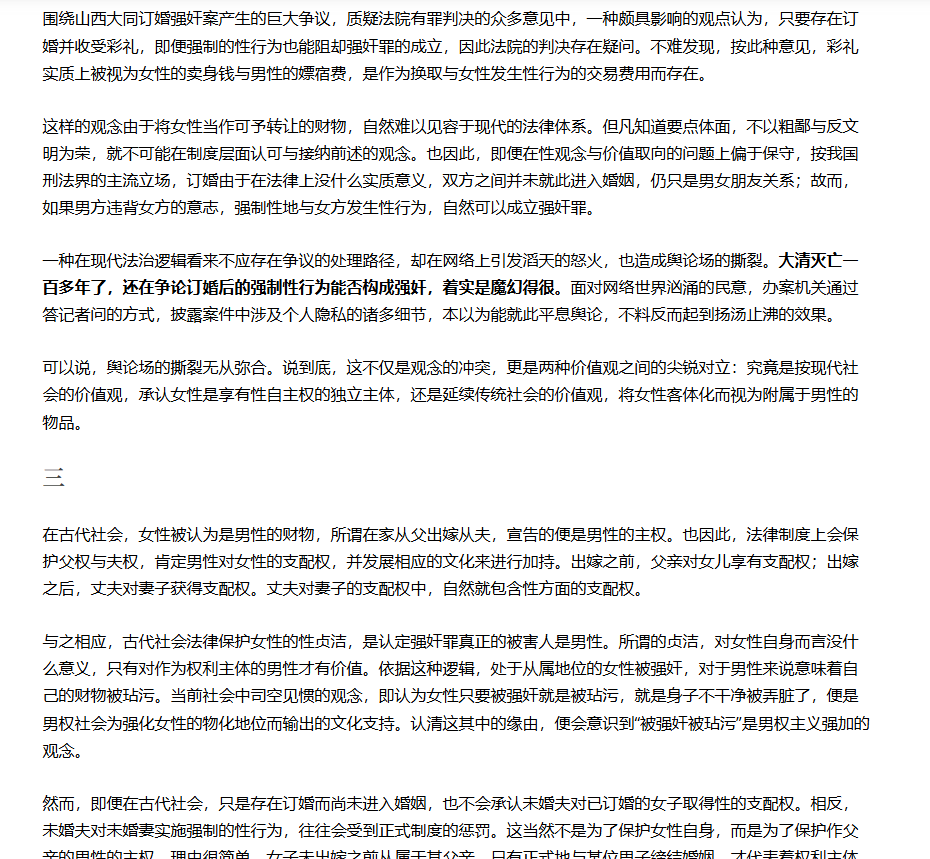 围绕山西大同订婚强奸案产生的巨大争议，质疑法院有罪判决的众多意见中，一种颇具影响的观点认为，只要存在订
婚并收受彩礼，即便强制的性行为也能阻却强奸罪的成立，因此法院的判决存在疑问。不难发现，按此种意见，彩礼
实质上被视为女性的卖身钱与男性的嫖宿费，是作为换取与女性发生性行为的交易费用而存在。
这样的观念由于将女性当作可予转让的财物，自然难以见容于现代的法律体系。但凡知道要点体面，不以粗鄙与反文
明为荣，就不可能在制度层面认可与接纳前述的观念。也因此，即便在性观念与价值取向的问题上偏于保守，按我国
刑法界的主流立场，订婚由于在法律上没什么实质意义，双方之间并未就此进入婚姻，仍只是男女朋友关系；故而，
如果男方违背女方的意志，强制性地与女方发生性行为，自然可以成立强奸罪。
一种在现代法治逻辑看来不应存在争议的处理路径，却在网络上引发滔天的怒火，也造成舆论场的撕裂。大清灭亡一
百多年了，还在争论订婚后的强制性行为能否构成强奸，着实是魔幻得很。面对网络世界汹涌的民意，办案机关通过
答记者问的方式，披露案件中涉及个人隐私的诸多细节，本以为能就此平息舆论，不料反而起到扬汤止沸的效果。
可以说，舆论场的撕裂无从弥合。说到底，这不仅是观念的冲突，更是两种价值观之间的尖锐对立：究竟是按现代社
会的价值观，承认女性是享有性自主权的独立主体，还是延续传统社会的价值观，将女性客体化而视为附属于男性的
物品。
三
在古代社会，女性被认为是男性的财物，所谓在家从父出嫁从夫，宣告的便是男性的主权。也因此，法律制度上会保
护父权与夫权，肯定男性对女性的支配权，并发展相应的文化来进行加持。出嫁之前，父亲对女儿享有支配权；出嫁
之后，丈夫对妻子获得支配权。丈夫对妻子的支配权中，自然就包含性方面的支配权。
与之相应，古代社会法律保护女性的性贞洁，是认定强奸罪真正的被害人是男性。所谓的贞洁，对女性自身而言没什
么意义，只有对作为权利主体的男性才有价值。依据这种逻辑，处于从属地位的女性被强奸，对于男性来说意味着自
己的财物被玷污。当前社会中司空见惯的观念，即认为女性只要被强奸就是被玷污，就是身子不干净被弄脏了，便是
男权社会为强化女性的物化地位而输出的文化支持。认清这其中的缘由，便会意识到“被强奸被玷污”是男权主义强加的
观念。
然而，即便在古代社会，只是存在订婚而尚未进入婚姻，也不会承认未婚夫对已订婚的女子取得性的支配权。相反，
未婚夫对未婚妻实施强制的性行为，往往会受到正式制度的惩罚。这当然不是为了保护女性自身，而是为了保护作父
亲的男性的主权。理由很简单，女子未出嫁之前从属于其父亲，只有正式地与某位男子缔结婚姻，才代表着权利主体